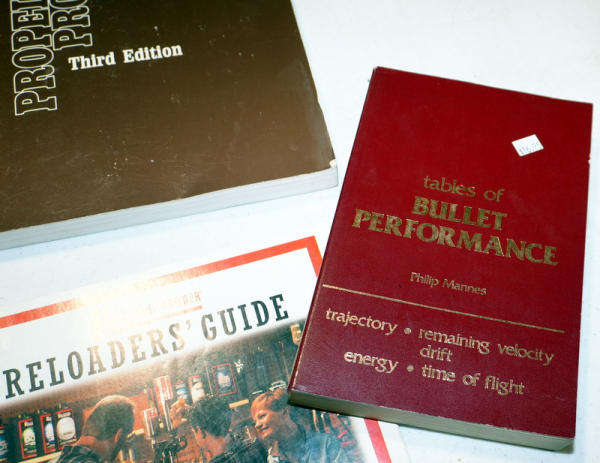 PROPEL
PRO
Third Edition
RELOADERS' GUIDE
tables of
BULLET
PERFORMANCE
Philip Mannes
trajectory • remaining velocity
drift
energy • time of flight